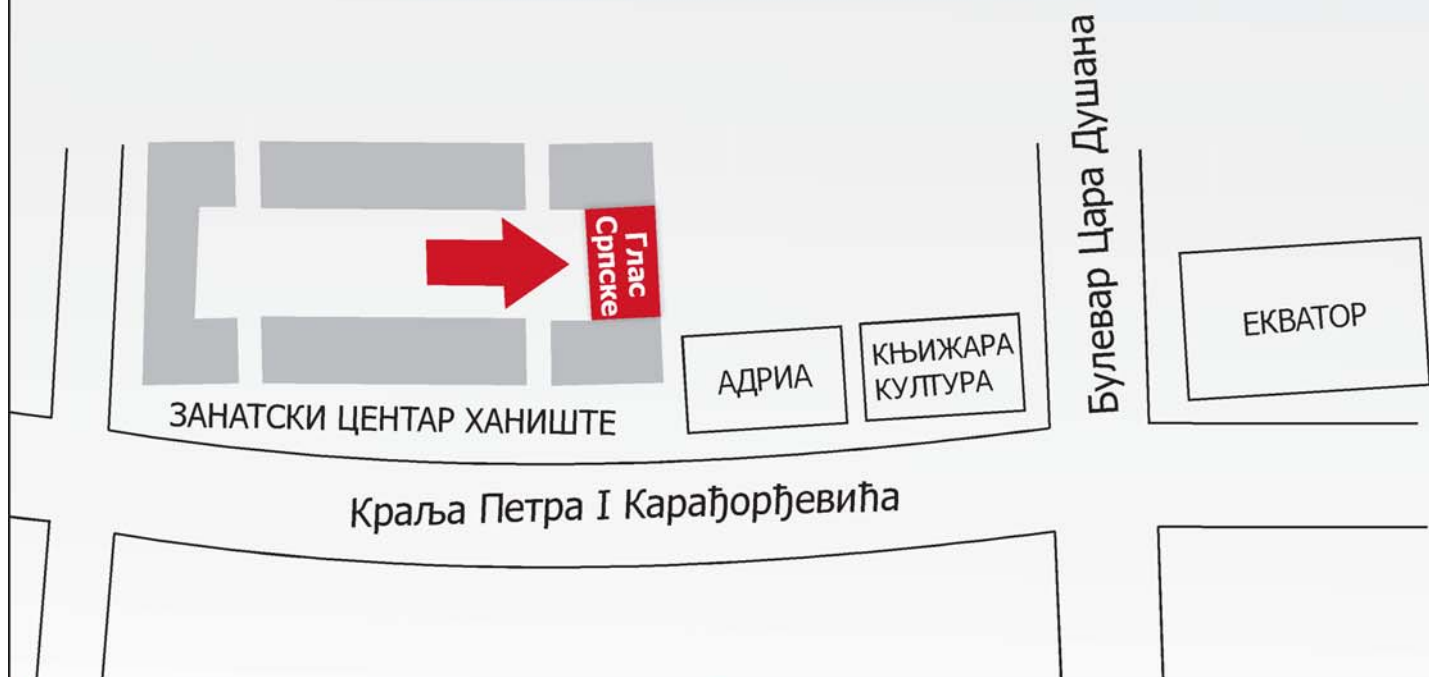 Булевар Цара Душана
Глас
Српске
ЕКВАТОР
КЊИЖАРА
КУЛТУРА
АДРИА
ЗАНАТСКИ ЦЕНТАР ХАНИШТЕ
Краља Петра I Карађорђевића